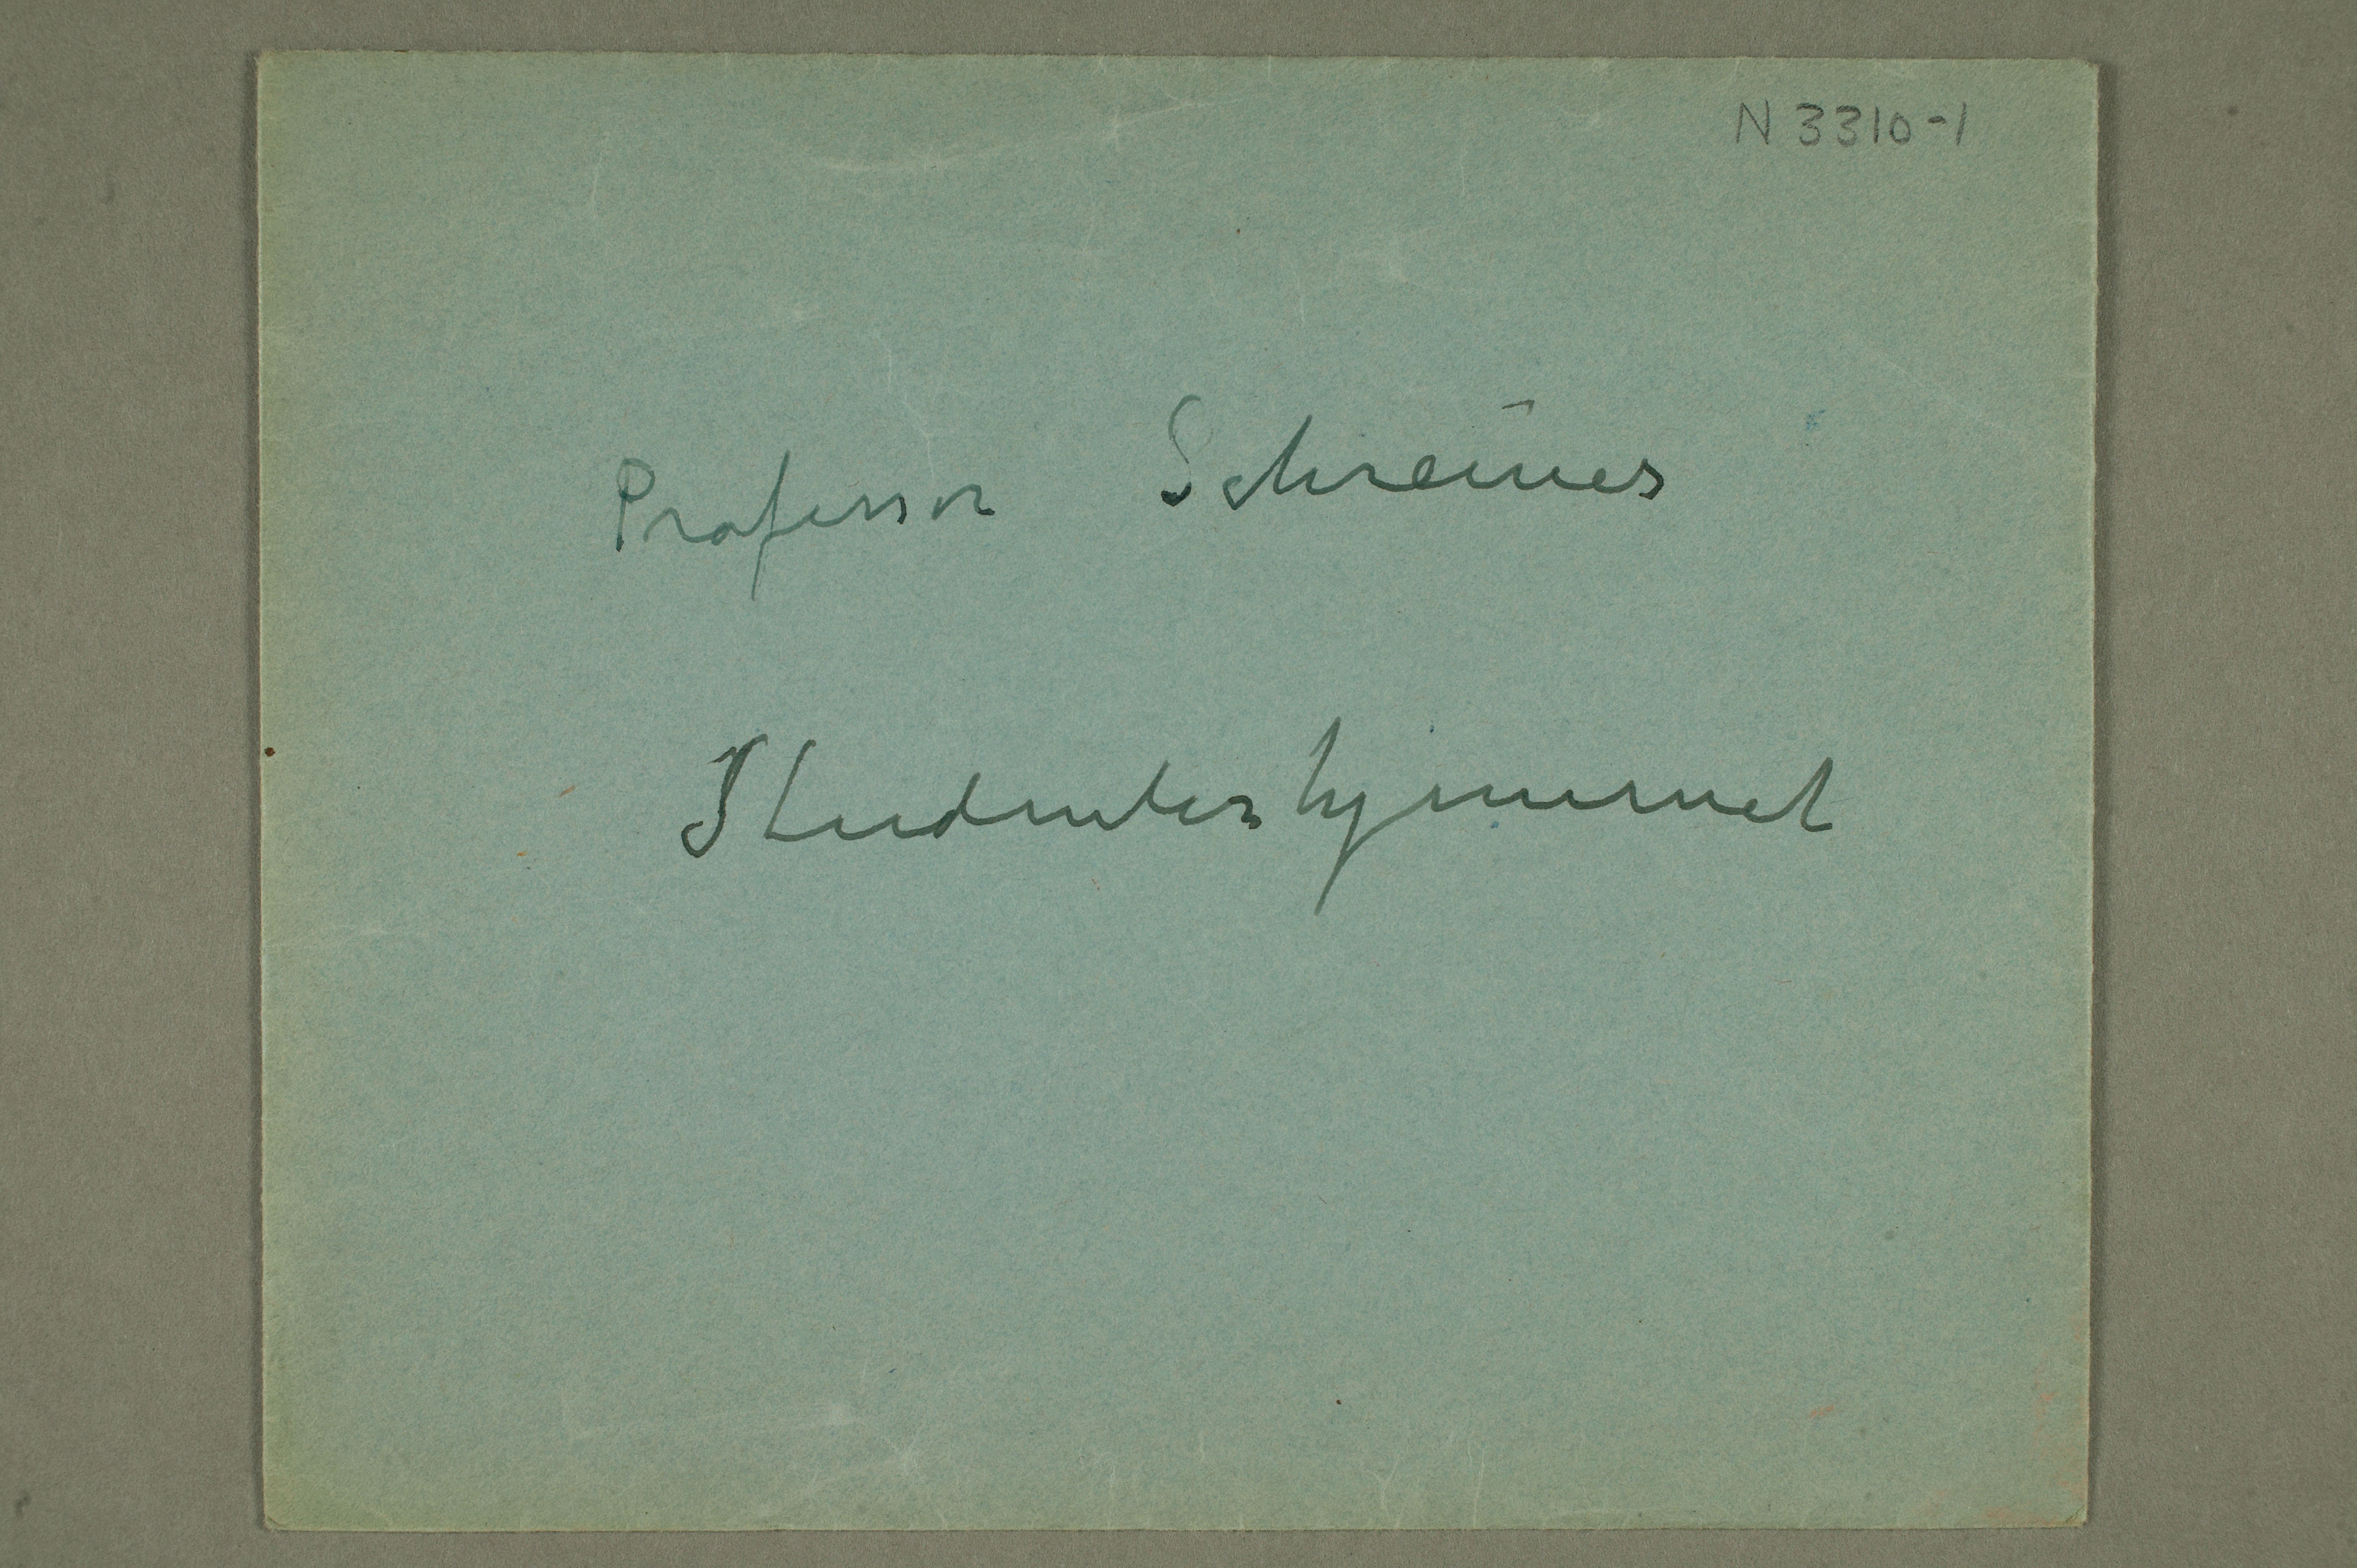 N 3310-1
Professor Schreiner
Studenterhjemmet